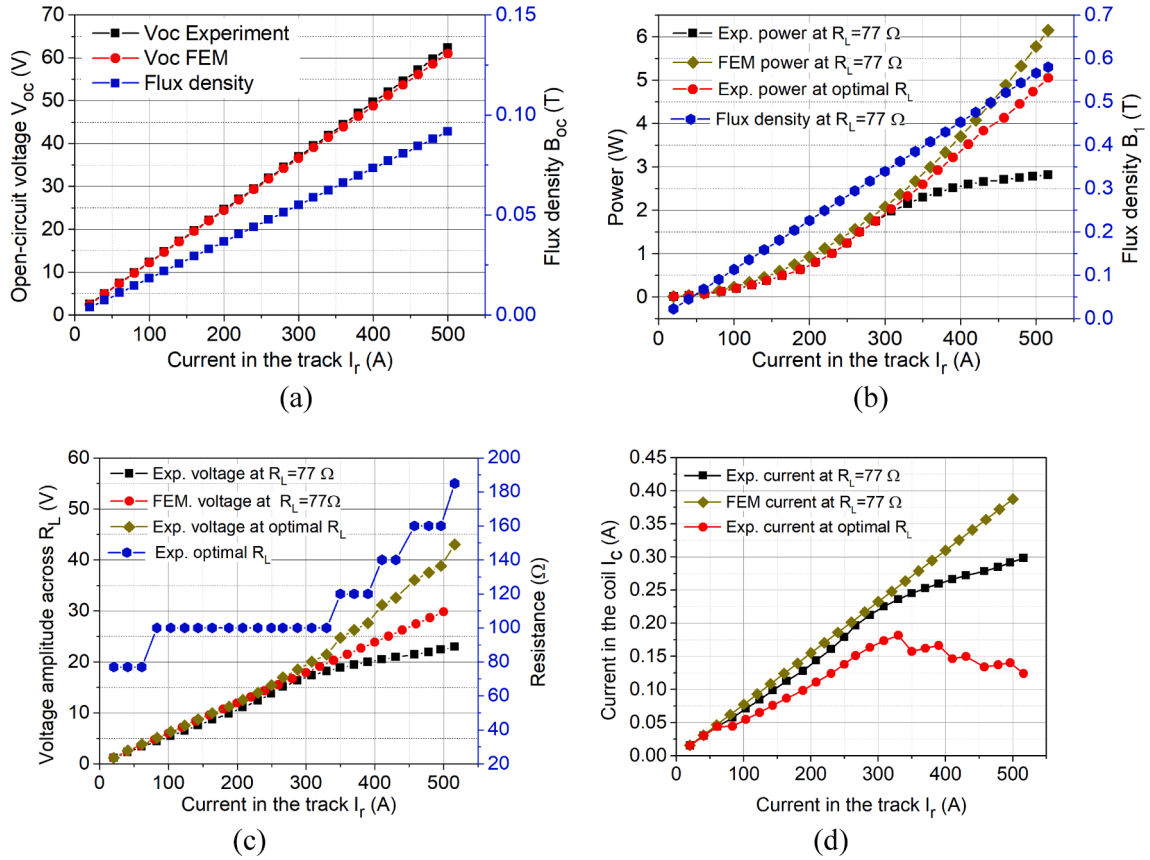 Voc Experiment
Voc FEM
Flux density
Open-circuit voltage V_oc (V)
70
60
50
40
30
20
10
0
0.15
0.10
0.05
0.00
Flux density B_oc (T)
0 100 200 300 400 500
Current in the track I_r (A)
(a)
Exp. power at R_L=77 Ω
FEM power at R_L=77 Ω
Exp. power at optimal R_L
Flux density at R_L=77 Ω
Power (W)
6
5
4
3
2
1
0
0.7
0.6
0.5
0.4
0.3
0.2
0.1
0.0
Flux density B_1 (T)
0 100 200 300 400 500
Current in the track I_r (A)
(b)
Exp. voltage at R_L=77 Ω
FEM. voltage at R_L=77Ω
Exp. voltage at optimal R_L
Exp. optimal R_L
Voltage amplitude across R_L (V)
60
50
40
30
20
10
0
200
180
160
140
120
100
80
60
40
20
Resistance (Ω)
0 100 200 300 400 500
Current in the track I_r (A)
(c)
Exp. current at R_L=77 Ω
FEM current at R_L=77 Ω
Exp. current at optimal R_L
Current in the coil I_c (A)
0.45
0.40
0.35
0.30
0.25
0.20
0.15
0.10
0.05
0.00
0 100 200 300 400 500
Current in the track I_r (A)
(d)